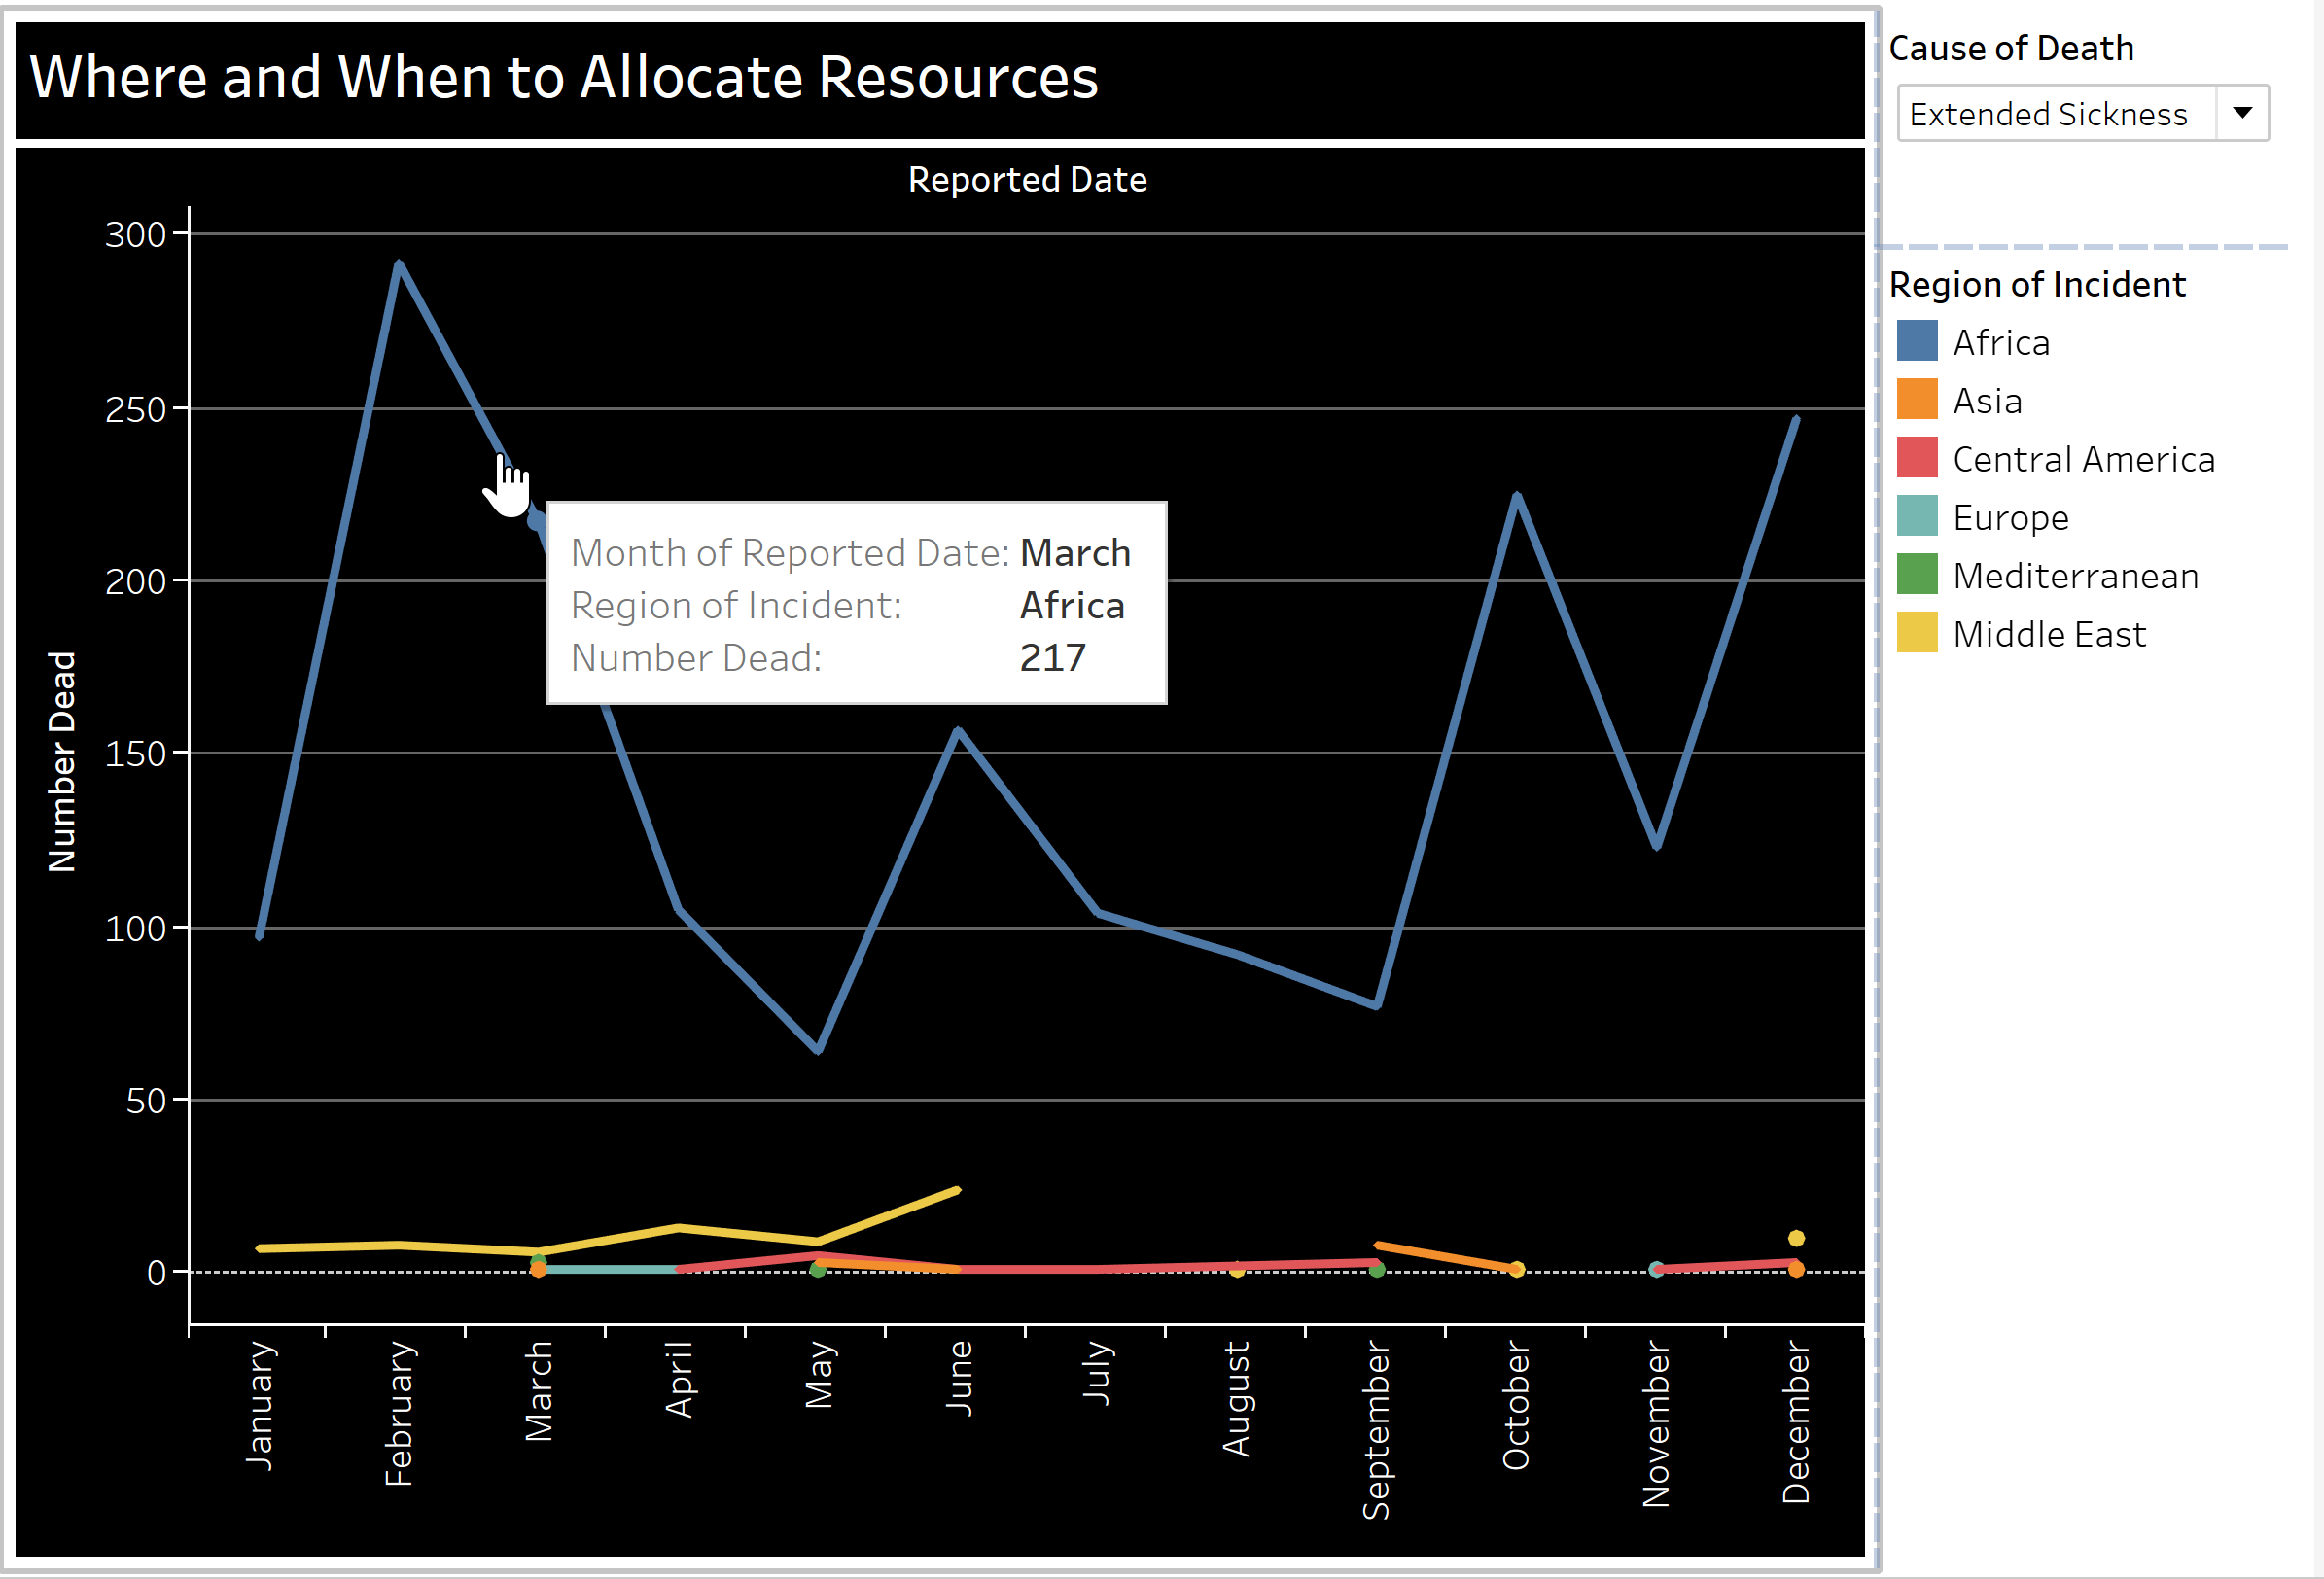 Where and When to Allocate Resources
Cause of Death
Extended Sickness
Region of Incident
Africa
Asia
Central America
Europe
Mediterranean
Middle East
Reported Date
Number Dead
300
250
200
150
100
50
0
Month of Reported Date: March
Region of Incident: Africa
Number Dead: 217
January
February
March
April
May
June
July
August
September
October
November
December